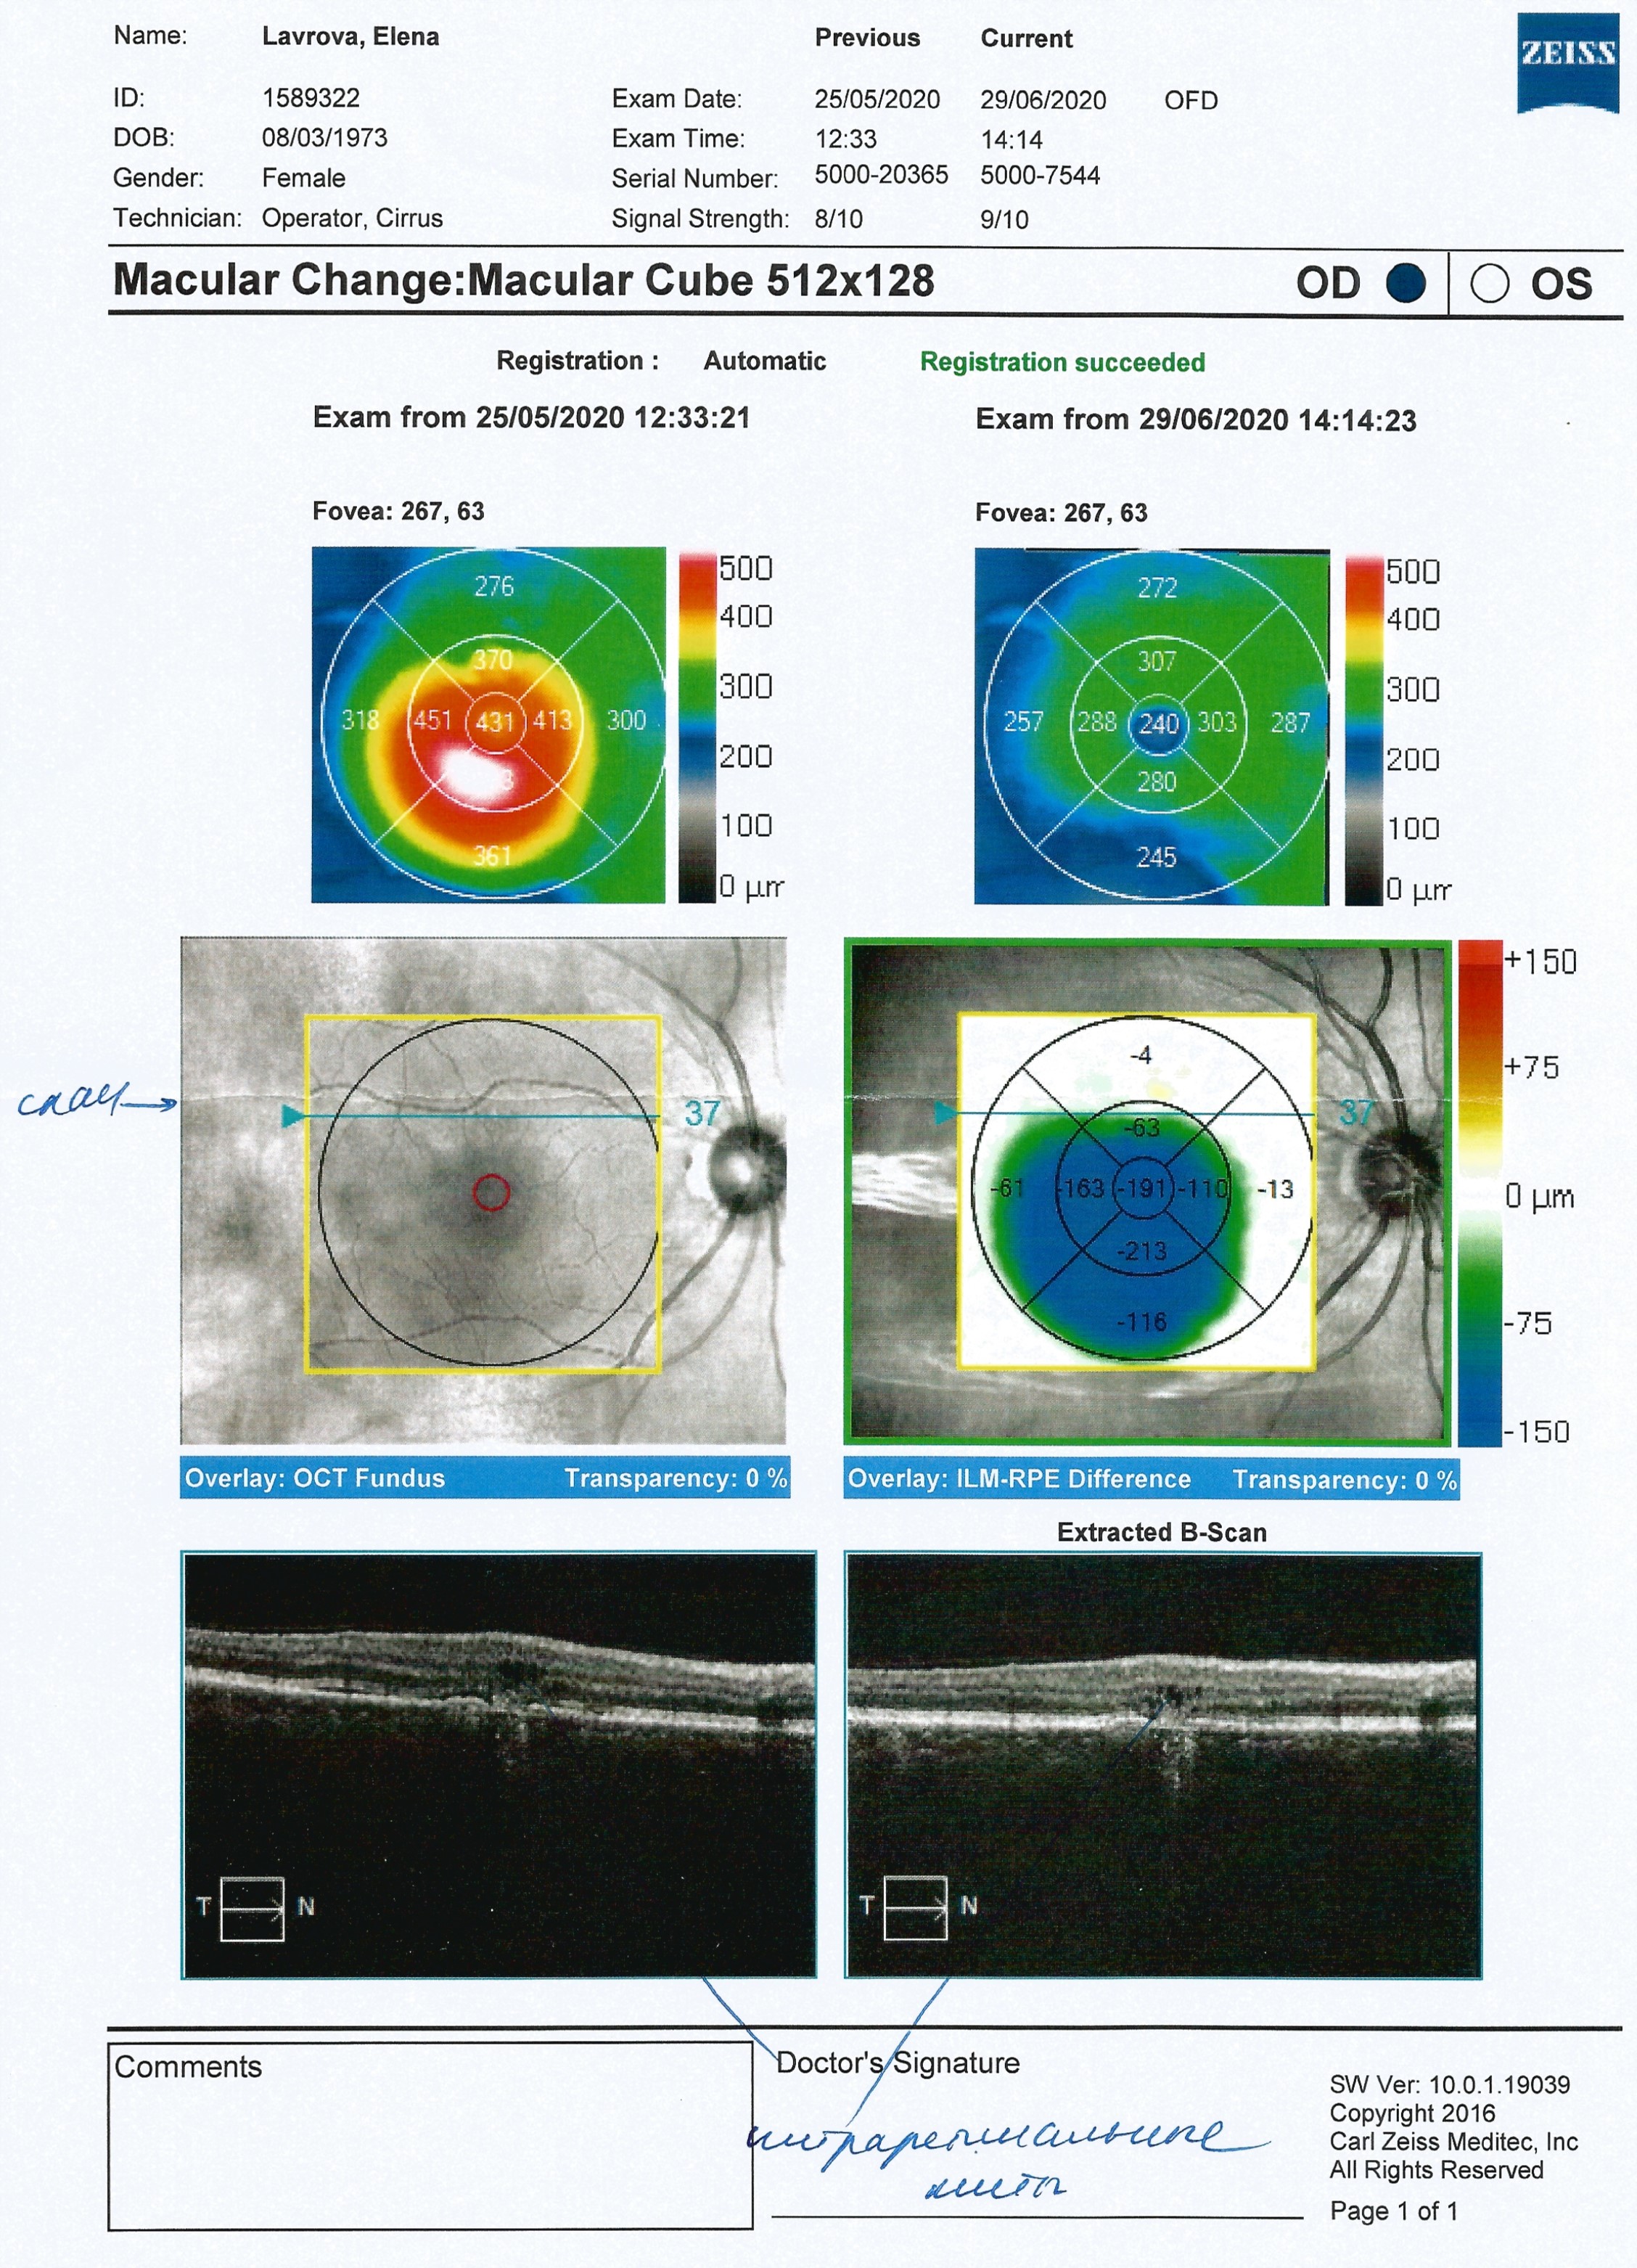 Name: Lavrova, Elena Previous Current
ZEISS
ID: 1589322 Exam Date: 25/05/2020 29/06/2020 OFD
DOB: 08/03/1973 Exam Time: 12:33 14:14
Gender: Female Serial Number: 5000-20365 5000-7544
Technician: Operator, Cirrus Signal Strength: 8/10 9/10
Macular Change:Macular Cube 512x128 OD OS
Registration : Automatic Registration succeeded
Exam from 25/05/2020 12:33:21 Exam from 29/06/2020 14:14:23
Fovea: 267, 63 Fovea: 267, 63
276
370
318 451 431 413 300
361
500
400
300
200
100
0 µm
272
307
257 288 240 303 287
280
245
500
400
300
200
100
0 µm
скан
37
-4
-63
-61 -163 -191 -110 -13
-213
-116
37
+150
+75
0 µm
-75
-150
Overlay: OCT Fundus Transparency: 0 % Overlay: ILM-RPE Difference Transparency: 0 %
Extracted B-Scan
T N T N
Comments
Doctor's Signature
интраретинальные
кисты
SW Ver: 10.0.1.19039
Copyright 2016
Carl Zeiss Meditec, Inc
All Rights Reserved
Page 1 of 1